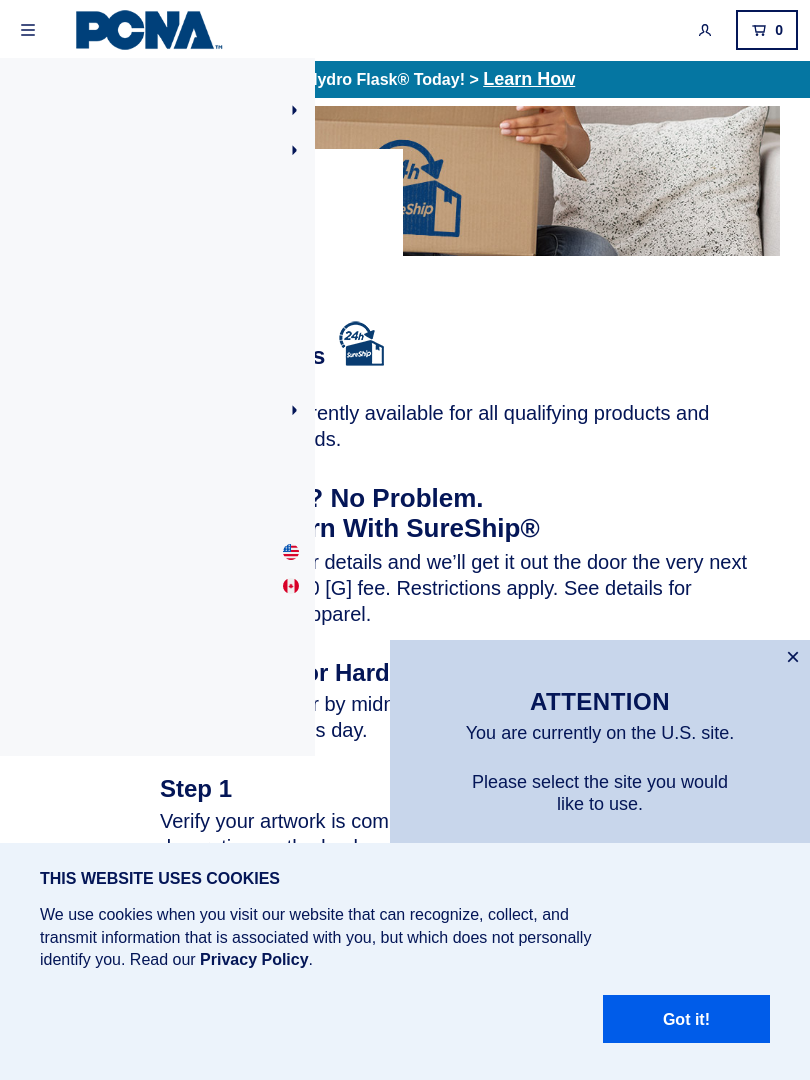 PCNA™
0
Hydro Flask® Today! > Learn How
SureShip
24h
SureShip
rently available for all qualifying products and
ds.
? No Problem.
rn With SureShip®
r details and we’ll get it out the door the very next
0 [G] fee. Restrictions apply. See details for
pparel.
or Hard
r by midn
s day.
ATTENTION
You are currently on the U.S. site.
Please select the site you would
like to use.
Step 1
Verify your artwork is com
THIS WEBSITE USES COOKIES
We use cookies when you visit our website that can recognize, collect, and
transmit information that is associated with you, but which does not personally
identify you. Read our Privacy Policy.
Got it!